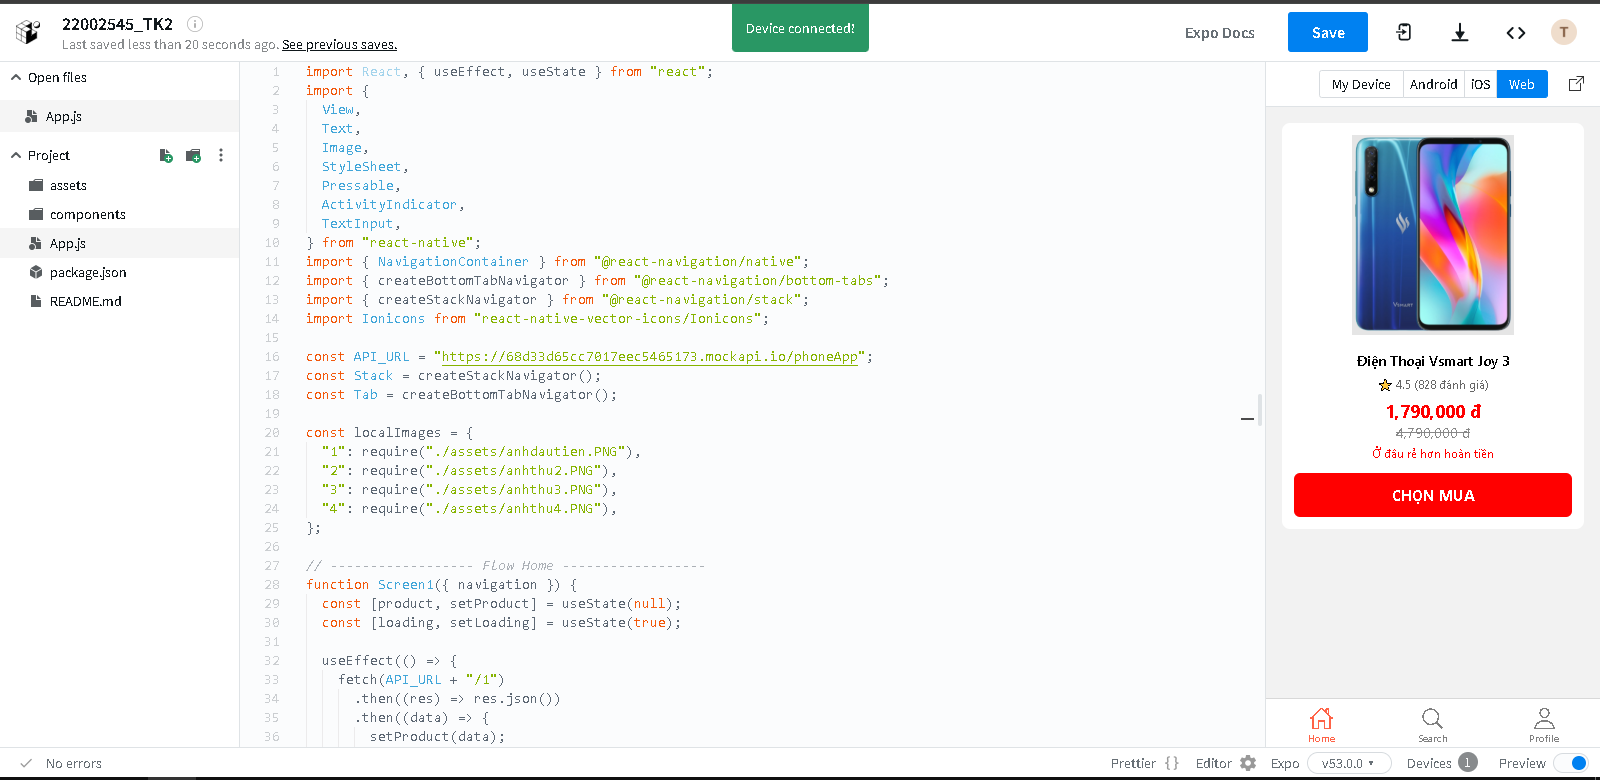 22002545_TK2
Last saved less than 20 seconds ago. See previous saves.
Device connected!
Expo Docs
Save
T
Open files
App.js
Project
assets
components
App.js
package.json
README.md
1 import React, { useEffect, useState } from "react";
2 import {
3 View,
4 Text,
5 Image,
6 StyleSheet,
7 Pressable,
8 ActivityIndicator,
9 TextInput,
10 } from "react-native";
11 import { NavigationContainer } from "@react-navigation/native";
12 import { createBottomTabNavigator } from "@react-navigation/bottom-tabs";
13 import { createStackNavigator } from "@react-navigation/stack";
14 import Ionicons from "react-native-vector-icons/Ionicons";
15
16 const API_URL = "https://68d33d65cc7017eec5465173.mockapi.io/phoneApp";
17 const Stack = createStackNavigator();
18 const Tab = createBottomTabNavigator();
19
20 const localImages = {
21 "1": require("./assets/anhdautien.PNG"),
22 "2": require("./assets/anhthu2.PNG"),
23 "3": require("./assets/anhthu3.PNG"),
24 "4": require("./assets/anhthu4.PNG"),
25 };
26
27 // ------------------ Flow Home ------------------
28 function Screen1({ navigation }) {
29 const [product, setProduct] = useState(null);
30 const [loading, setLoading] = useState(true);
31
32 useEffect(() => {
33 fetch(API_URL + "/1")
34 .then((res) => res.json())
35 .then((data) => {
36 setProduct(data);
My Device
Android
iOS
Web
Vsmart
Điện Thoại Vsmart Joy 3
4.5 (828 đánh giá)
1,790,000 đ
4,790,000 đ
Ở đâu rẻ hơn hoàn tiền
CHỌN MUA
Home
Search
Profile
No errors
Prettier {}
Editor
Expo
v53.0.0
Devices 1
Preview